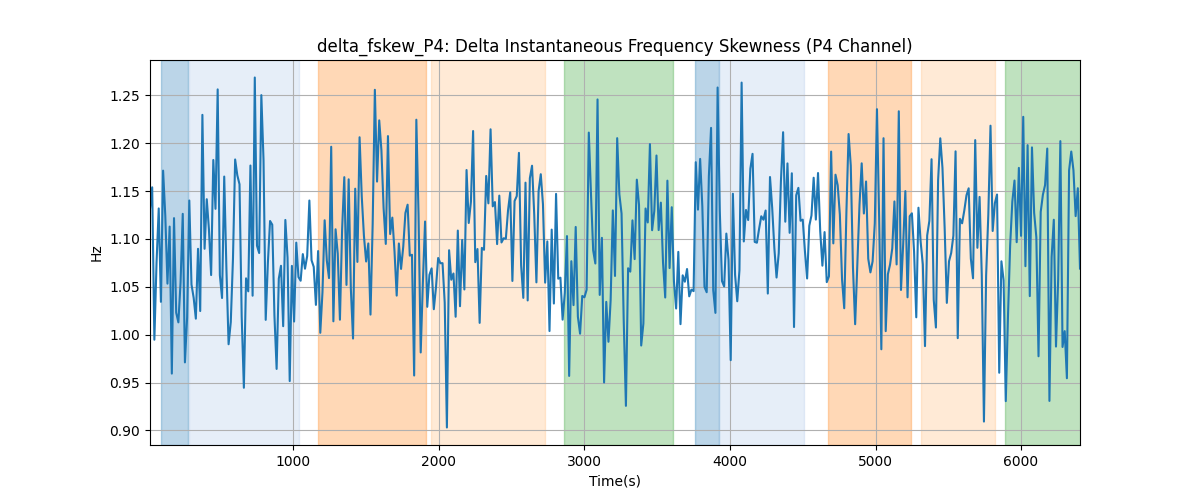 delta_fskew_P4: Delta Instantaneous Frequency Skewness (P4 Channel)
1.25
1.20
1.15
1.10
1.05
1.00
0.95
0.90
Hz
1000 2000 3000 4000 5000 6000
Time(s)